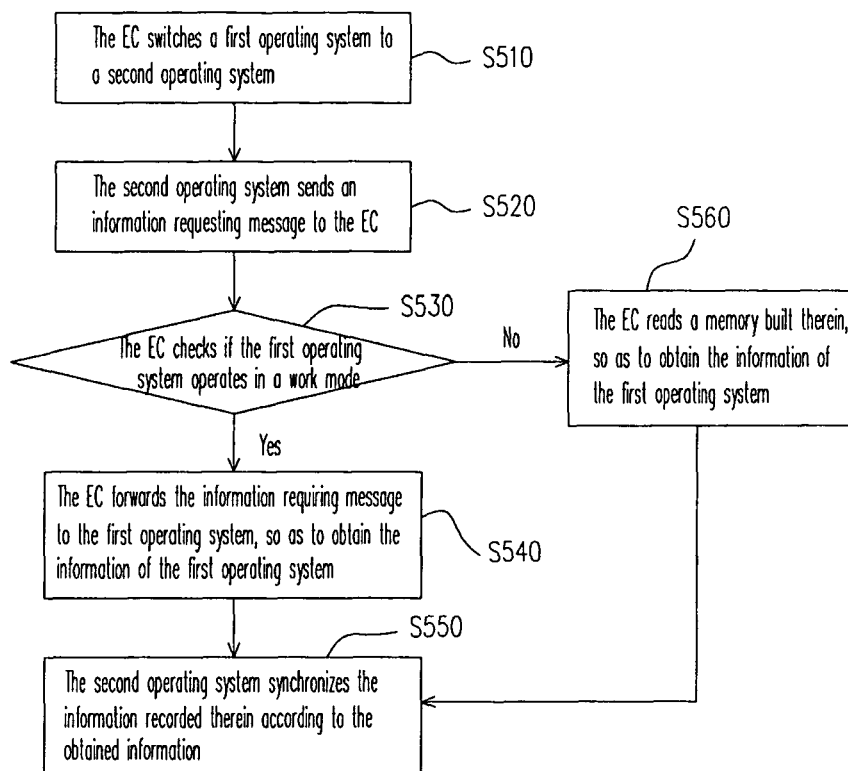 The EC switches a first operating system to
a second operating system
S510
The second operating system sends an
information requesting message to the EC
S520
S560
S530
The EC checks if the first operating
system operates in a work mode
No
The EC reads a memory built therein,
so as to obtain the information of
the first operating system
Yes
The EC forwards the information requiring message
to the first operating system, so as to obtain the
information of the first operating system
S540
S550
The second operating system synchronizes the
information recorded therein according to the
obtained information